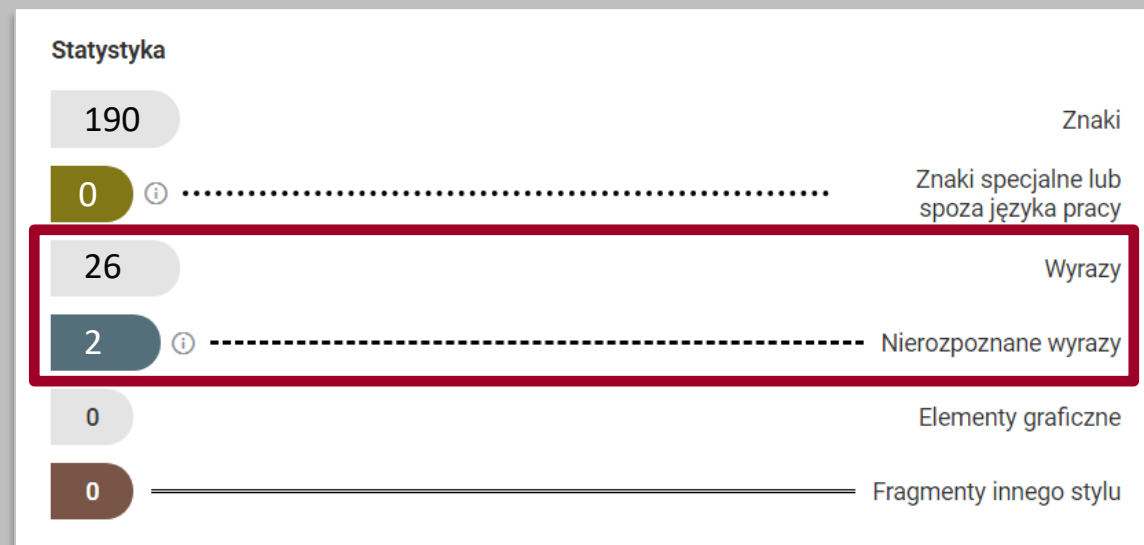 Statystyka
190 Znaki
0 Znaki specjalne lub
spoza języka pracy
26 Wyrazy
2 Nierozpoznane wyrazy
0 Elementy graficzne
0 Fragmenty innego stylu